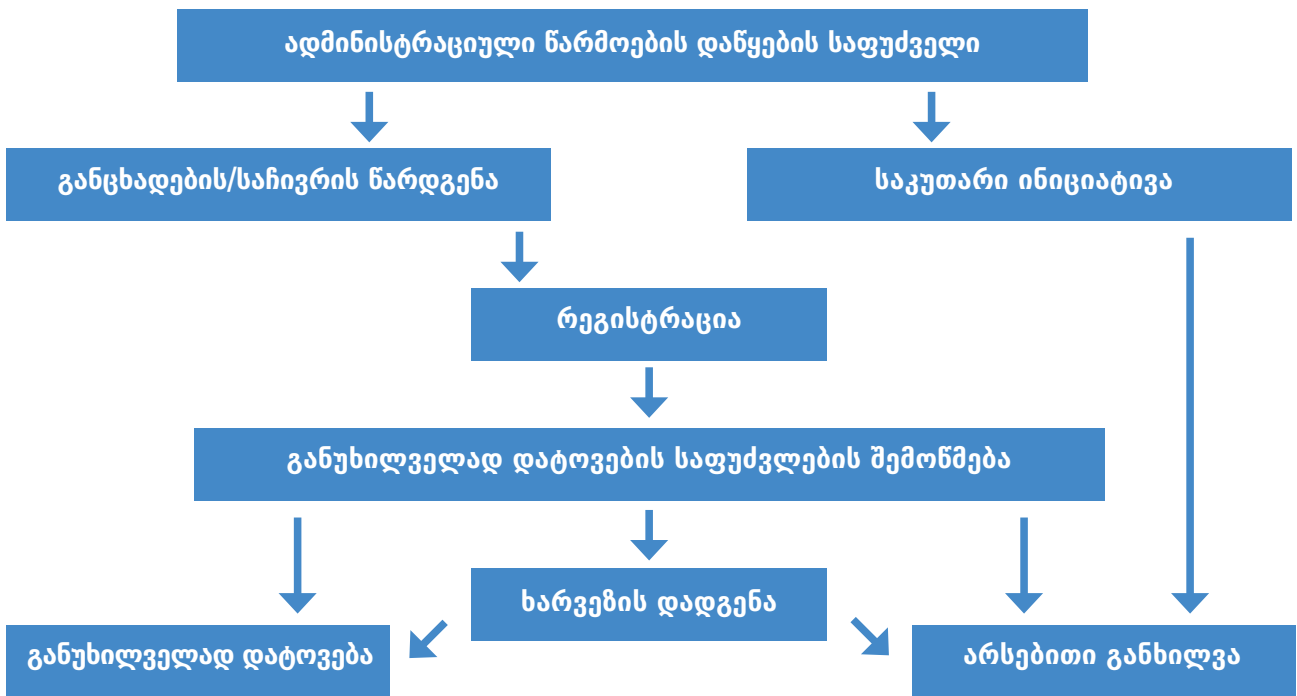 ადმინისტრაციული წარმოების დაწყების საფუძველი
განცხადების/საჩივრის წარდგენა
საკუთარი ინიციატივა
რეგისტრაცია
განუხილველად დატოვების საფუძვლების შემოწმება
ხარვეზის დადგენა
განუხილველად დატოვება
არსებითი განხილვა